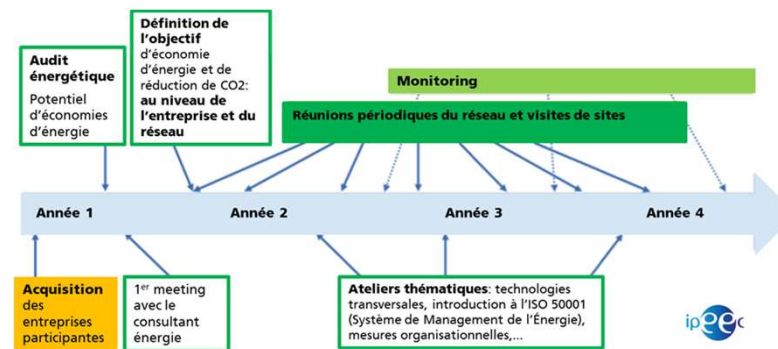 Audit
énergétique
Potentiel
d'économies
d'énergie
Définition de
l'objectif
d'économie
d'énergie et de
réduction de CO2:
au niveau de
l'entreprise et du
réseau
Monitoring
Réunions périodiques du réseau et visites de sites
Année 1
Année 2
Année 3
Année 4
Acquisition
des
entreprises
participantes
1er meeting
avec le
consultant
énergie
Ateliers thématiques: technologies
transversales, introduction à l'ISO 50001
(Système de Management de l'Énergie),
mesures organisationnelles,...
ipeec